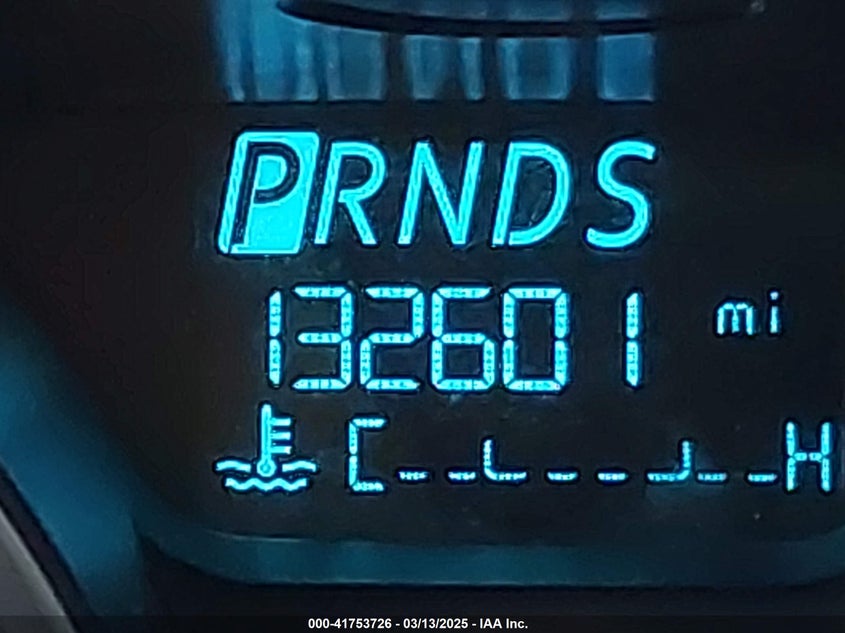 PRNDS
132601 mi
C H
000-41753726 - 03/13/2025 - IAA Inc.